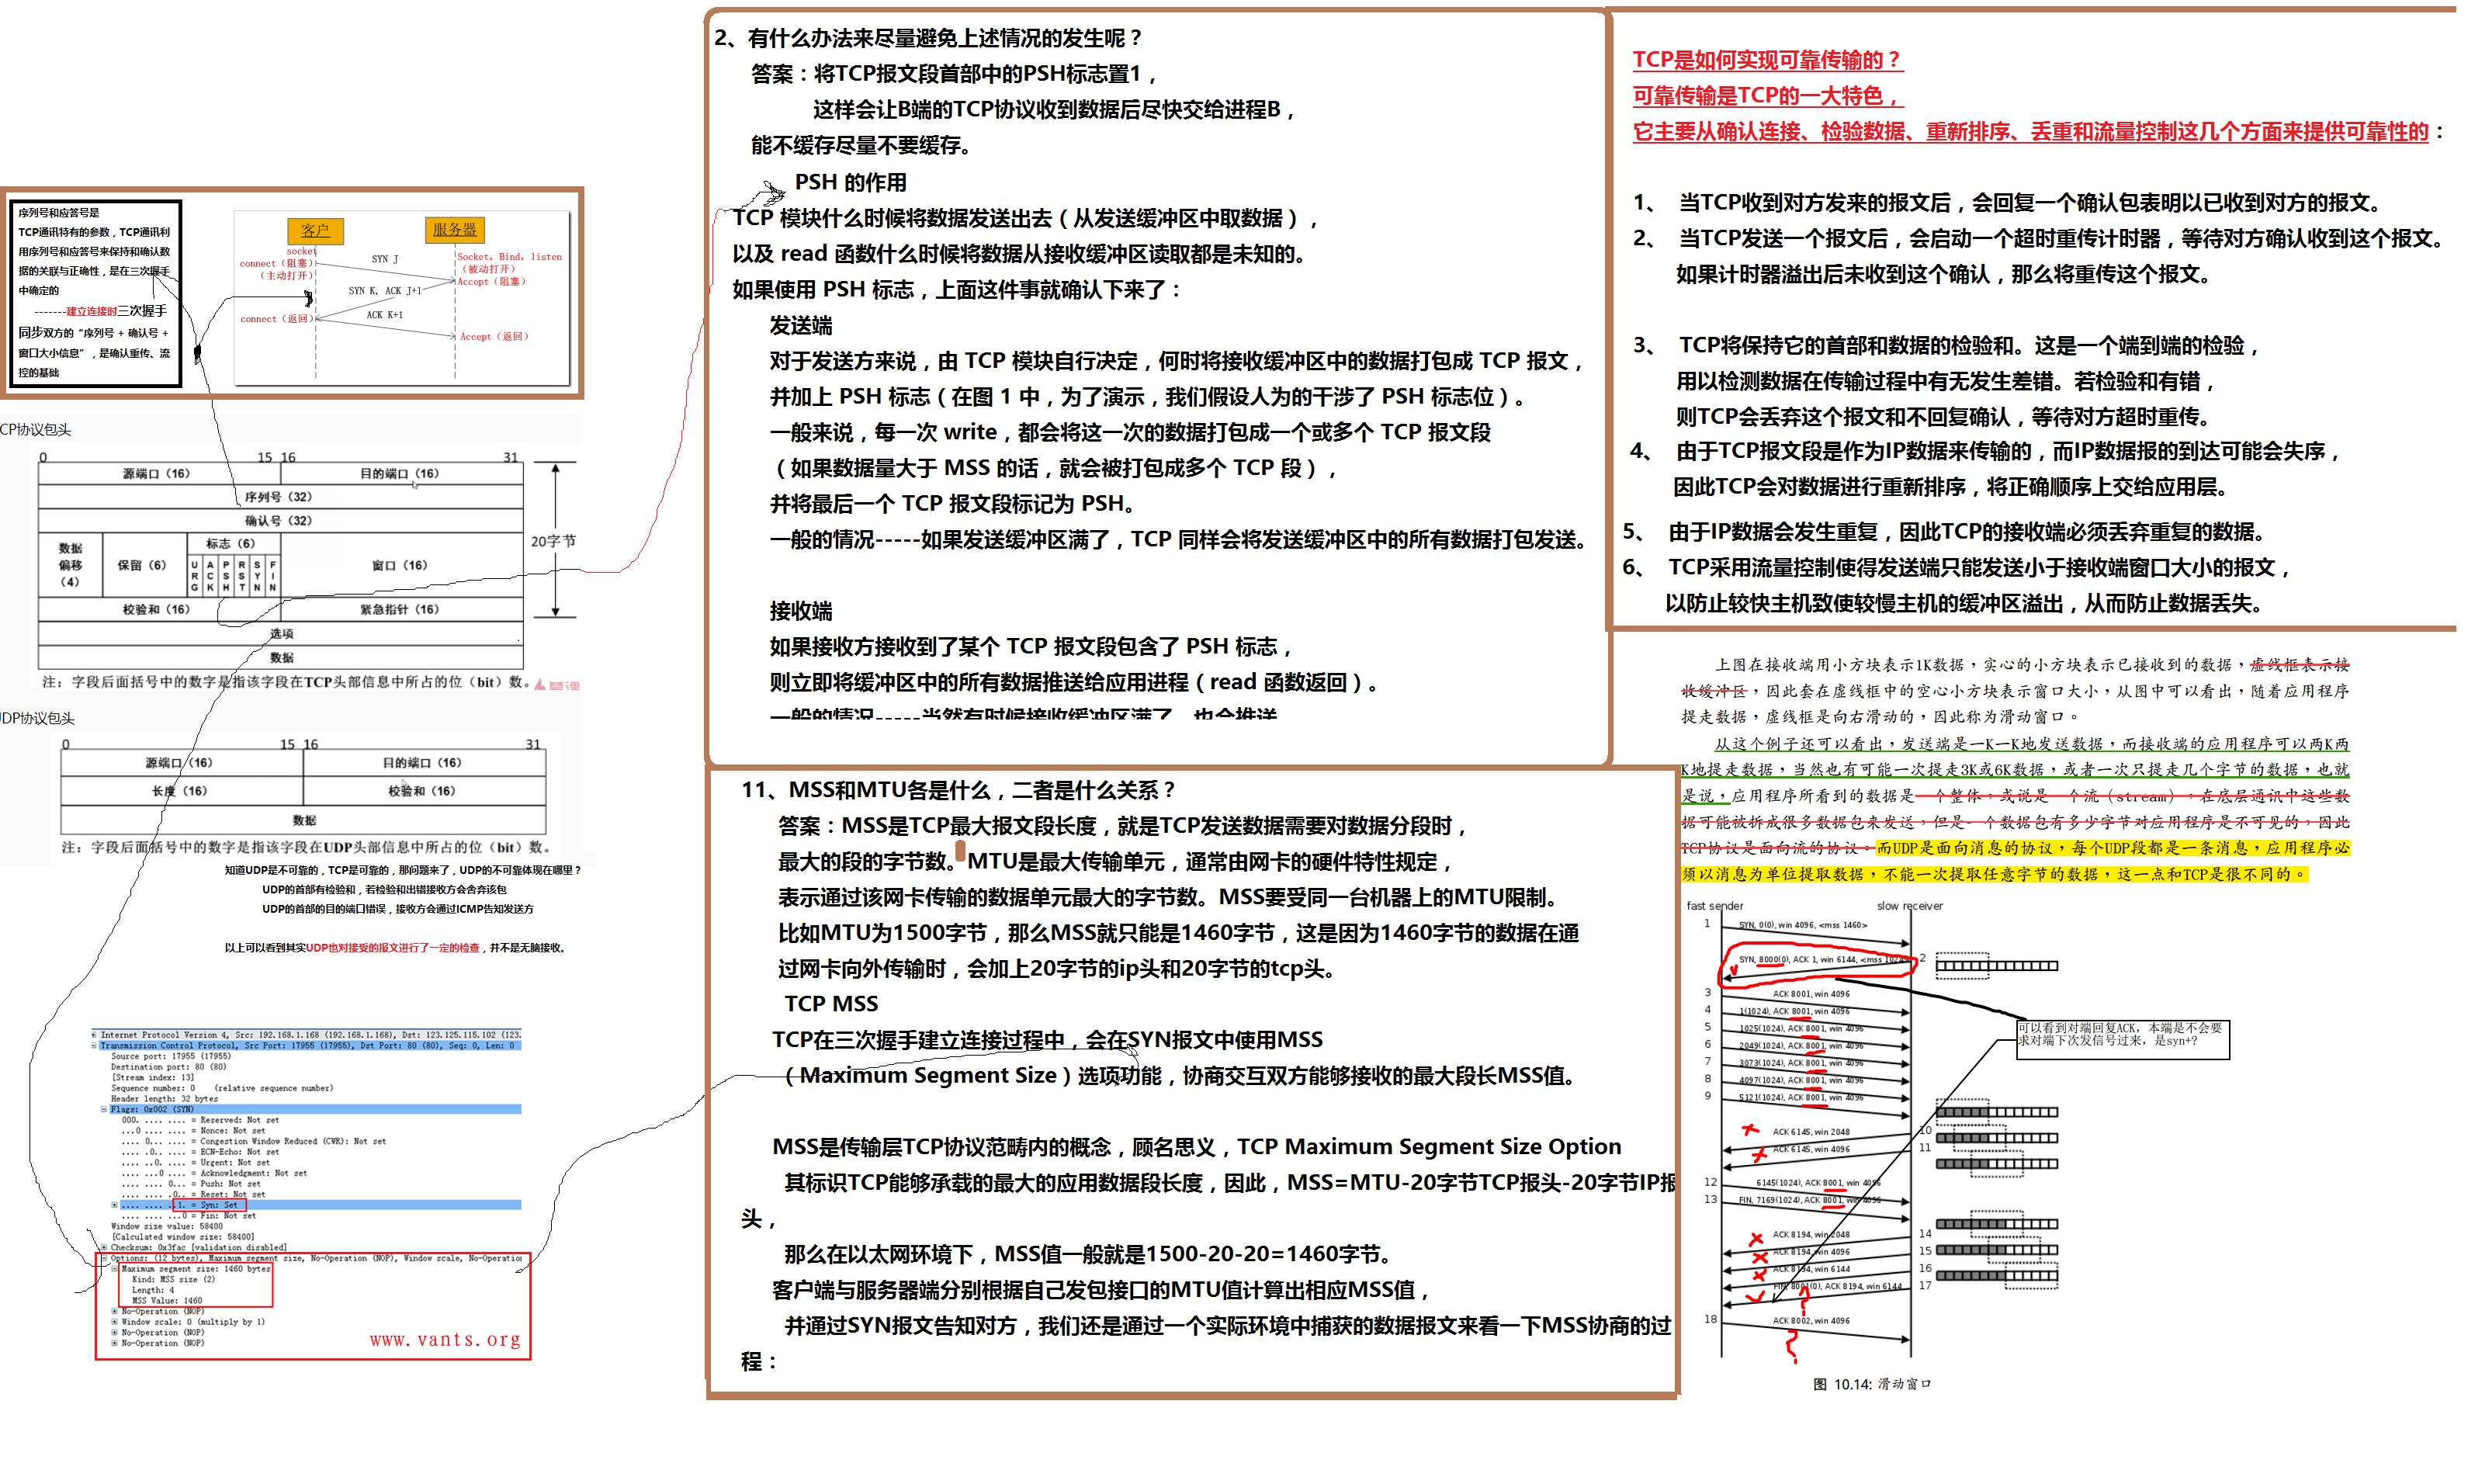 序列号和应答号是
TCP通讯特有的参数，TCP通讯利
用序列号和应答号来保持和确认数
据的关联与正确性，是在三次握手
中确定的
-------建立连接时三次握手
同步双方的“序列号 + 确认号 +
窗口大小信息”，是确认重传、流
控的基础
客户
服务器
socket
connect（阻塞）
（主动打开）
SYN J
Socket, Bind, listen
（被动打开）
Accept（阻塞）
SYN K, ACK J+1
connect（返回）
ACK K+1
Accept（返回）
CP协议包头
0 15 16 31
源端口（16） 目的端口（16）
序列号（32）
确认号（32）
数据偏移（4） 保留（6） 标志（6） 窗口（16）
URG ACK PSH RST SYN FIN
20字节
校验和（16） 紧急指针（16）
选项
数据
注：字段后面括号中的数字是指该字段在TCP头部信息中所占的位（bit）数。
DP协议包头
0 15 16 31
源端口（16） 目的端口（16）
长度（16） 校验和（16）
数据
注：字段后面括号中的数字是指该字段在UDP头部信息中所占的位（bit）数。
知道UDP是不可靠的，TCP是可靠的，那问题来了，UDP的不可靠体现在哪里？
UDP的首部有检验和，若检验和出错接收方会舍弃该包
UDP的首部的目的端口错误，接收方会通过ICMP告知发送方
以上可以看到其实UDP也对接受的报文进行了一定的检查，并不是无脑接收。
Internet Protocol Version 4, Src: 192.168.1.168 (192.168.1.168), Dst: 123.125.115.102 (123.
Transmission Control Protocol, Src Port: 17955 (17955), Dst Port: 80 (80), Seq: 0, Len: 0
Source port: 17955 (17955)
Destination port: 80 (80)
[Stream index: 13]
Sequence number: 0 (relative sequence number)
Header length: 32 bytes
Flags: 0x002 (SYN)
000. .... .... = Reserved: Not set
...0 .... .... = Nonce: Not set
.... 0... .... = Congestion Window Reduced (CWR): Not set
.... .0.. .... = ECN-Echo: Not set
.... ..0. .... = Urgent: Not set
.... ...0 .... = Acknowledgment: Not set
.... .... 0... = Push: Not set
.... .... .0.. = Reset: Not set
.... .... ..1. = Syn: Set
.... .... ...0 = Fin: Not set
Window size value: 58400
[Calculated window size: 58400]
Checksum: 0x3fac [validation disabled]
Options: (12 bytes), Maximum segment size, No-Operation (NOP), Window scale, No-Operation
Maximum segment size: 1460 bytes
Kind: MSS size (2)
Length: 4
MSS Value: 1460
No-Operation (NOP)
Window scale: 0 (multiply by 1)
No-Operation (NOP)
No-Operation (NOP)
www.vants.org
2、有什么办法来尽量避免上述情况的发生呢？
答案：将TCP报文段首部中的PSH标志置1，
这样会让B端的TCP协议收到数据后尽快交给进程B，
能不缓存尽量不要缓存。
PSH 的作用
TCP 模块什么时候将数据发送出去（从发送缓冲区中取数据），
以及 read 函数什么时候将数据从接收缓冲区读取都是未知的。
如果使用 PSH 标志，上面这件事就确认下来了：
发送端
对于发送方来说，由 TCP 模块自行决定，何时将接收缓冲区中的数据打包成 TCP 报文，
并加上 PSH 标志（在图 1 中，为了演示，我们假设人为的干涉了 PSH 标志位）。
一般来说，每一次 write，都会将这一次的数据打包成一个或多个 TCP 报文段
（如果数据量大于 MSS 的话，就会被打包成多个 TCP 段），
并将最后一个 TCP 报文段标记为 PSH。
一般的情况-----如果发送缓冲区满了，TCP 同样会将发送缓冲区中的所有数据打包发送。
接收端
如果接收方接收到了某个 TCP 报文段包含了 PSH 标志，
则立即将缓冲区中的所有数据推送给应用进程（read 函数返回）。
一般的情况-----当然有时候接收缓冲区满了，也会推送
11、MSS和MTU各是什么，二者是什么关系？
答案：MSS是TCP最大报文段长度，就是TCP发送数据需要对数据分段时，
最大的段的字节数。MTU是最大传输单元，通常由网卡的硬件特性规定，
表示通过该网卡传输的数据单元最大的字节数。MSS要受同一台机器上的MTU限制。
比如MTU为1500字节，那么MSS就只能是1460字节，这是因为1460字节的数据在通
过网卡向外传输时，会加上20字节的ip头和20字节的tcp头。
TCP MSS
TCP在三次握手建立连接过程中，会在SYN报文中使用MSS
（Maximum Segment Size）选项功能，协商交互双方能够接收的最大段长MSS值。
MSS是传输层TCP协议范畴内的概念，顾名思义，TCP Maximum Segment Size Option
其标识TCP能够承载的最大的应用数据段长度，因此，MSS=MTU-20字节TCP报头-20字节IP报
头，
那么在以太网环境下，MSS值一般就是1500-20-20=1460字节。
客户端与服务器端分别根据自己发包接口的MTU值计算出相应MSS值，
并通过SYN报文告知对方，我们还是通过一个实际环境中捕获的数据报文来看一下MSS协商的过
程：
TCP是如何实现可靠传输的？
可靠传输是TCP的一大特色，
它主要从确认连接、检验数据、重新排序、丢重和流量控制这几个方面来提供可靠性的：
1、 当TCP收到对方发来的报文后，会回复一个确认包表明以已收到对方的报文。
2、 当TCP发送一个报文后，会启动一个超时重传计时器，等待对方确认收到这个报文。
如果计时器溢出后未收到这个确认，那么将重传这个报文。
3、 TCP将保持它的首部和数据的检验和。这是一个端到端的检验，
用以检测数据在传输过程中有无发生差错。若检验和有错，
则TCP会丢弃这个报文和不回复确认，等待对方超时重传。
4、 由于TCP报文段是作为IP数据来传输的，而IP数据报的到达可能会失序，
因此TCP会对数据进行重新排序，将正确顺序上交给应用层。
5、 由于IP数据会发生重复，因此TCP的接收端必须丢弃重复的数据。
6、 TCP采用流量控制使得发送端只能发送小于接收端窗口大小的报文，
以防止较快主机致使较慢主机的缓冲区溢出，从而防止数据丢失。
上图在接收端用小方块表示1K数据，实心的小方块表示已接收到的数据，虚线框表示接
收缓冲区，因此套在虚线框中的空心小方块表示窗口大小，从图中可以看出，随着应用程序
提走数据，虚线框是向右滑动的，因此称为滑动窗口。
从这个例子还可以看出，发送端是一K一K地发送数据，而接收端的应用程序可以两K两
K地提走数据，当然也有可能一次提走3K或6K数据，或者一次只提走几个字节的数据，也就
是说，应用程序所看到的数据是一个整体，或说是一个流（stream），在底层通讯中这些数
据可能被拆成很多数据包来发送，但是一个数据包有多少字节对应用程序是不可见的，因此
TCP协议是面向流的协议。而UDP是面向消息的协议，每个UDP段都是一条消息，应用程序必
须以消息为单位提取数据，不能一次提取任意字节的数据，这一点和TCP是很不同的。
fast sender slow receiver
1 SYN, 0(0), win 4096, <mss 1460>
SYN, 8000(0), ACK 1, win 6144, <mss 1024> 2
3 ACK 8001, win 4096
4 1(1024), ACK 8001, win 4096
5 1025(1024), ACK 8001, win 4096
6 2049(1024), ACK 8001, win 4096
7 3073(1024), ACK 8001, win 4096
8 4097(1024), ACK 8001, win 4096
9 5121(1024), ACK 8001, win 4096
ACK 6145, win 2048 10
ACK 6145, win 4096 11
12 6145(1024), ACK 8001, win 4096
13 FIN, 7169(1024), ACK 8001, win 4096
ACK 8194, win 2048 14
ACK 8194, win 4096 15
ACK 8194, win 6144 16
FIN, 8001(0), ACK 8194, win 6144 17
18 ACK 8002, win 4096
可以看到对端回复ACK，本端是不会要
求对端下次发信号过来，是syn+?
图 10.14: 滑动窗口